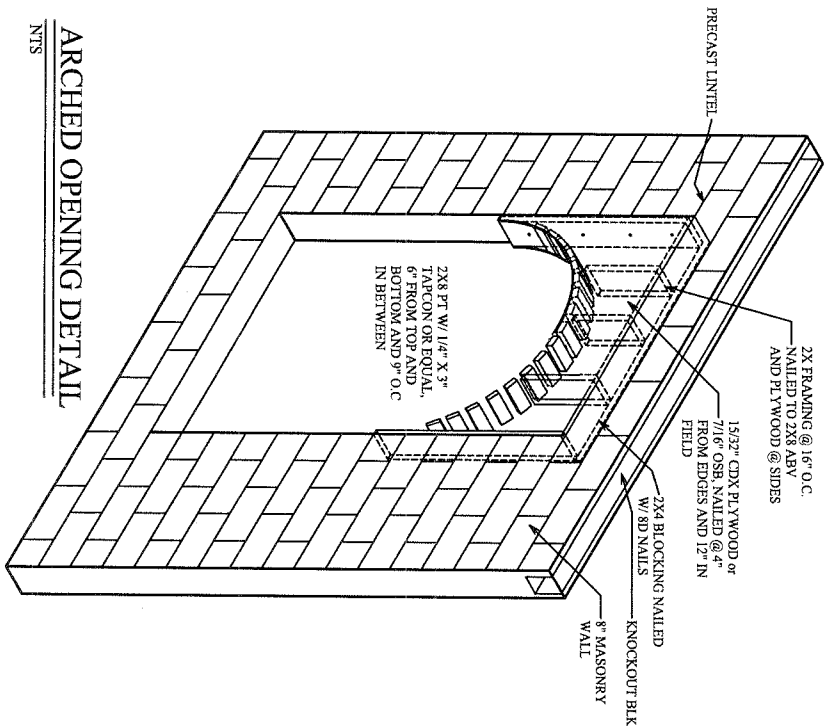 PRECAST LINTEL
2X FRAMING @ 16" O.C.
NAILED TO 2X8 ABV
AND PLYWOOD @ SIDES
15/32" CDX PLYWOOD or
7/16" OSB, NAILED @ 4"
FROM EDGES AND 12" IN
FIELD
2X4 BLOCKING NAILED
W/ 8D NAILS
KNOCKOUT BLK
8" MASONRY
WALL
2X8 PT W/ 1/4" X 3"
TAPCON OR EQUAL,
6" FROM TOP AND
BOTTOM AND 9" O.C
IN BETWEEN
ARCHED OPENING DETAIL
NTS